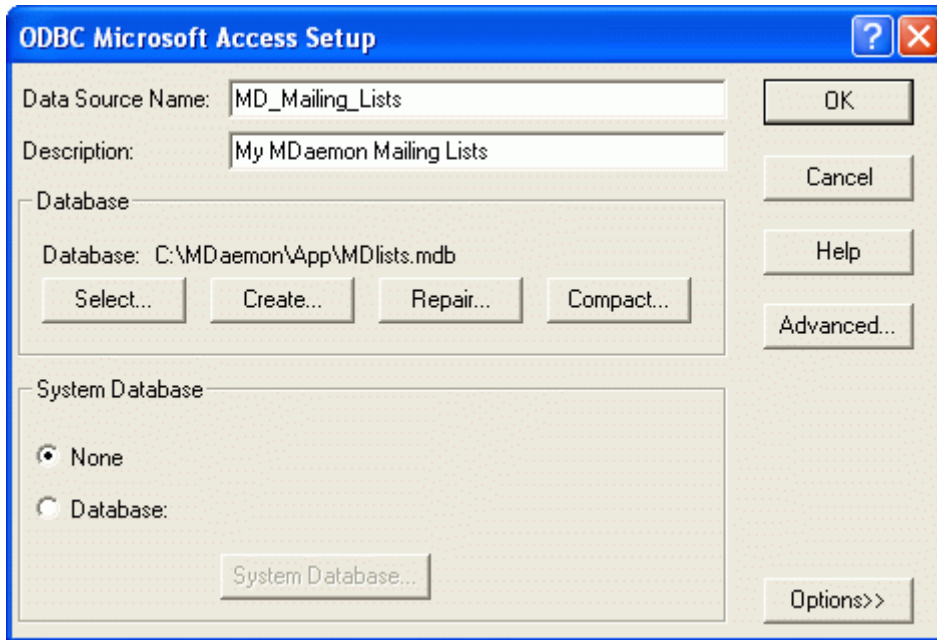 ODBC Microsoft Access Setup
?
Data Source Name: MD_Mailing_Lists
OK
Description: My MDaemon Mailing Lists
Cancel
Database
Database: C:\MDaemon\App\MDlists.mdb
Help
Select... Create... Repair... Compact...
Advanced...
System Database
None
Database:
System Database...
Options>>